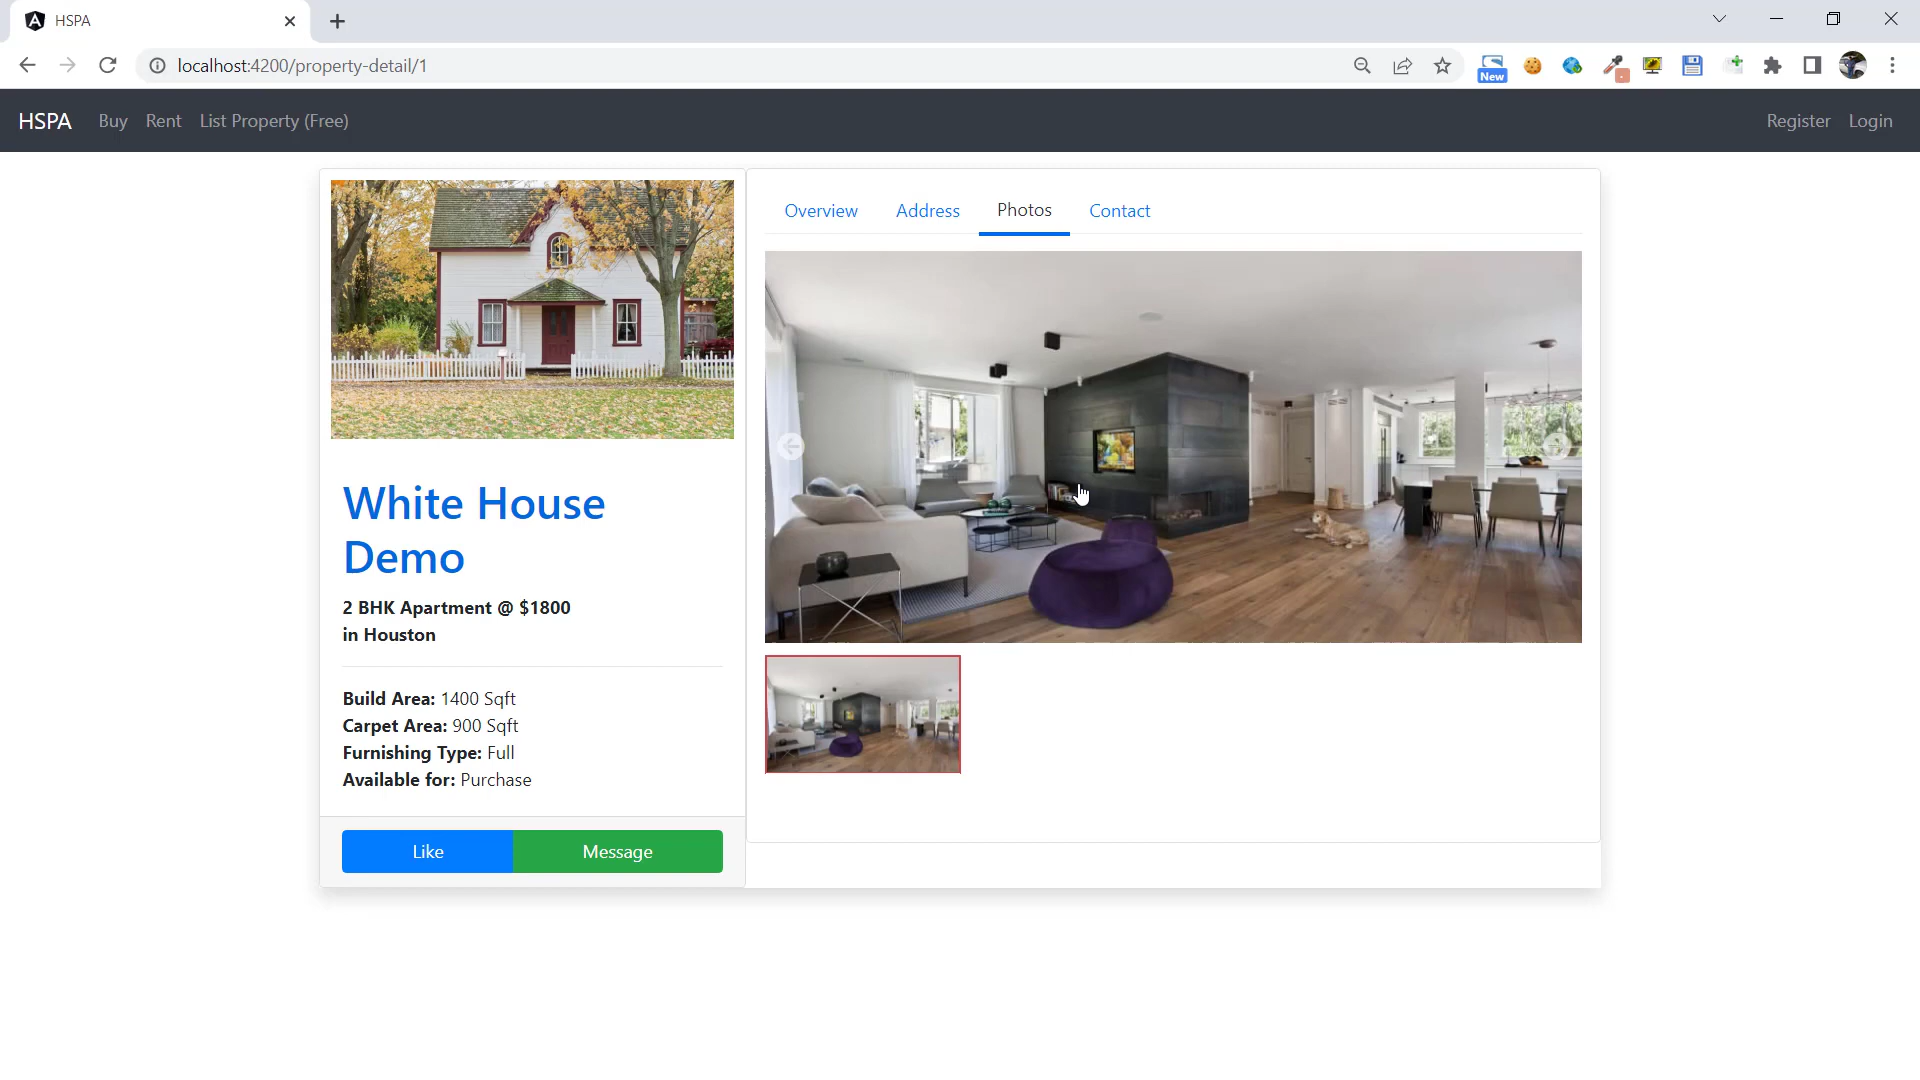 HSPA
localhost:4200/property-detail/1
New
HSPA Buy Rent List Property (Free) Register Login
Overview Address Photos Contact
White House
Demo
2 BHK Apartment @ $1800
in Houston
Build Area: 1400 Sqft
Carpet Area: 900 Sqft
Furnishing Type: Full
Available for: Purchase
Like Message